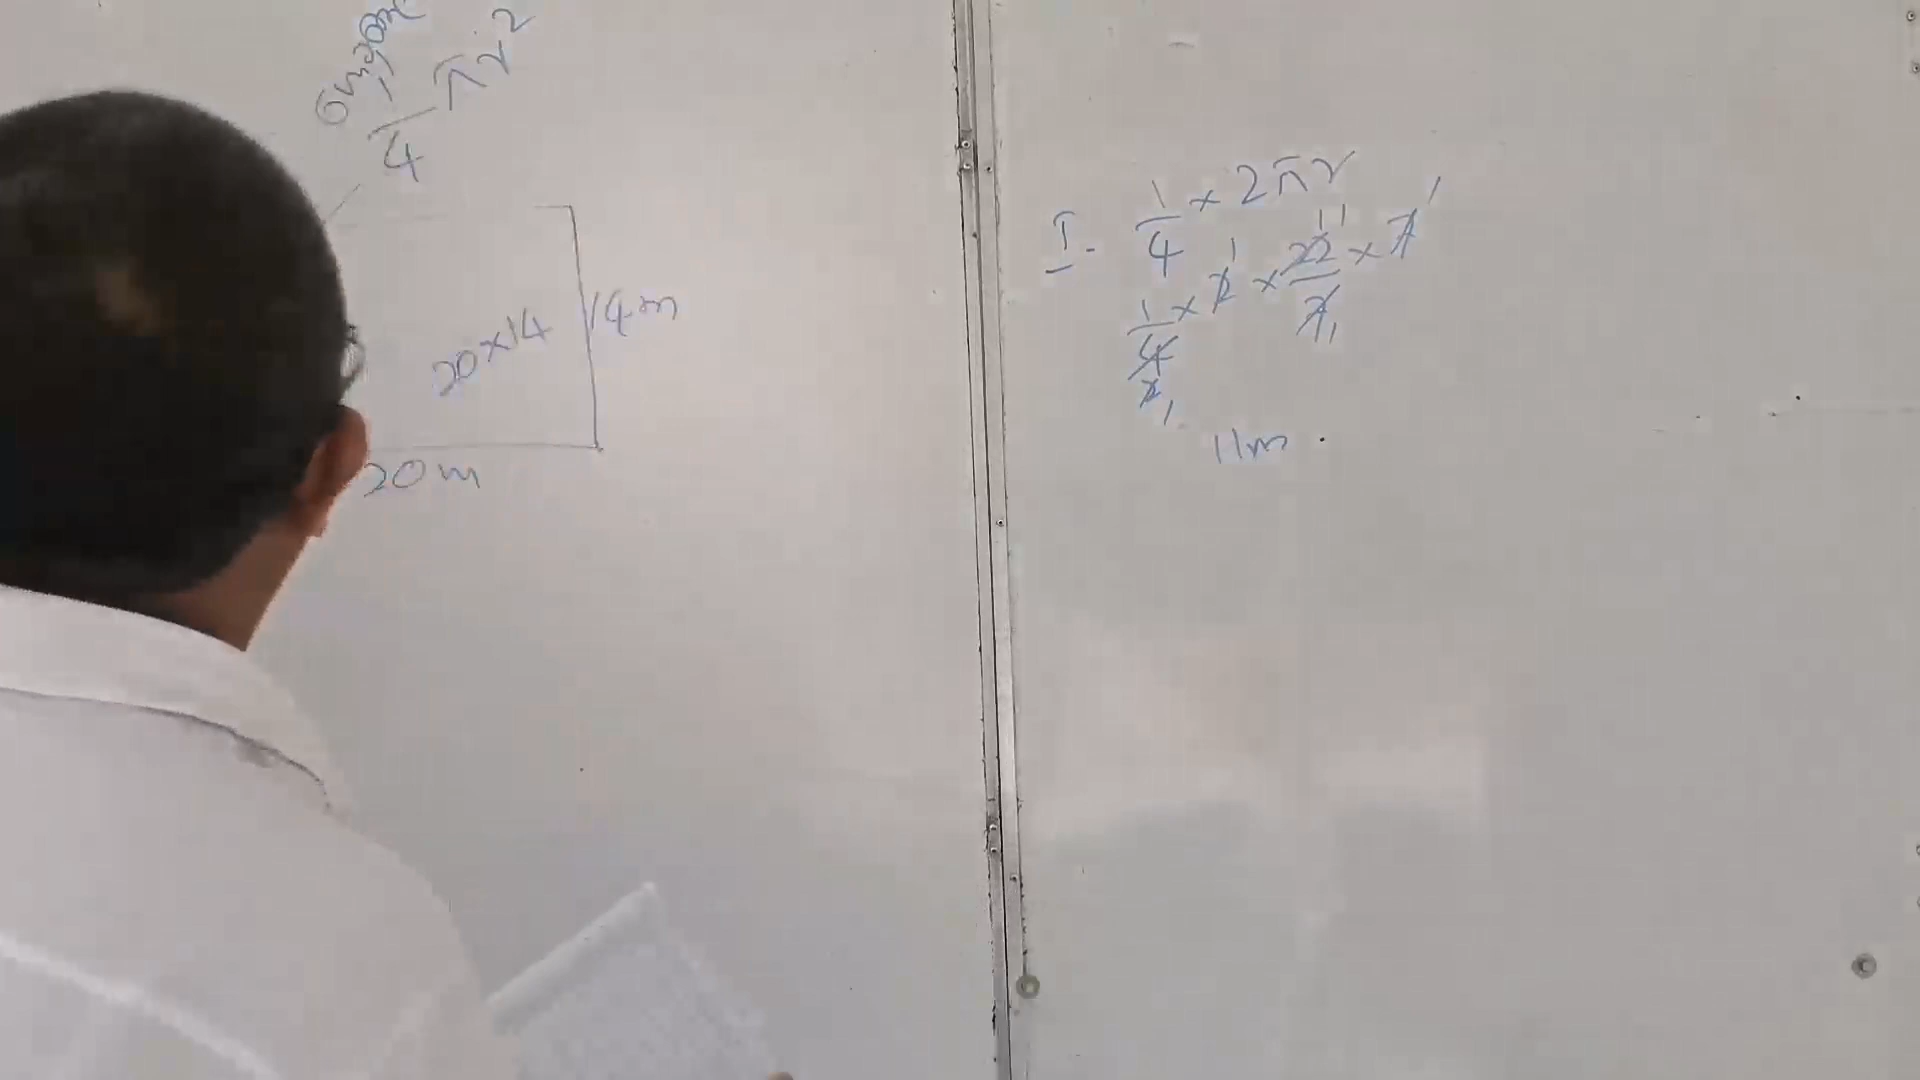 1/4 πr²
20×14
14m
20m
I. 1/4 × 2πr
1/4 × 2 × 22/7 × 7
11m